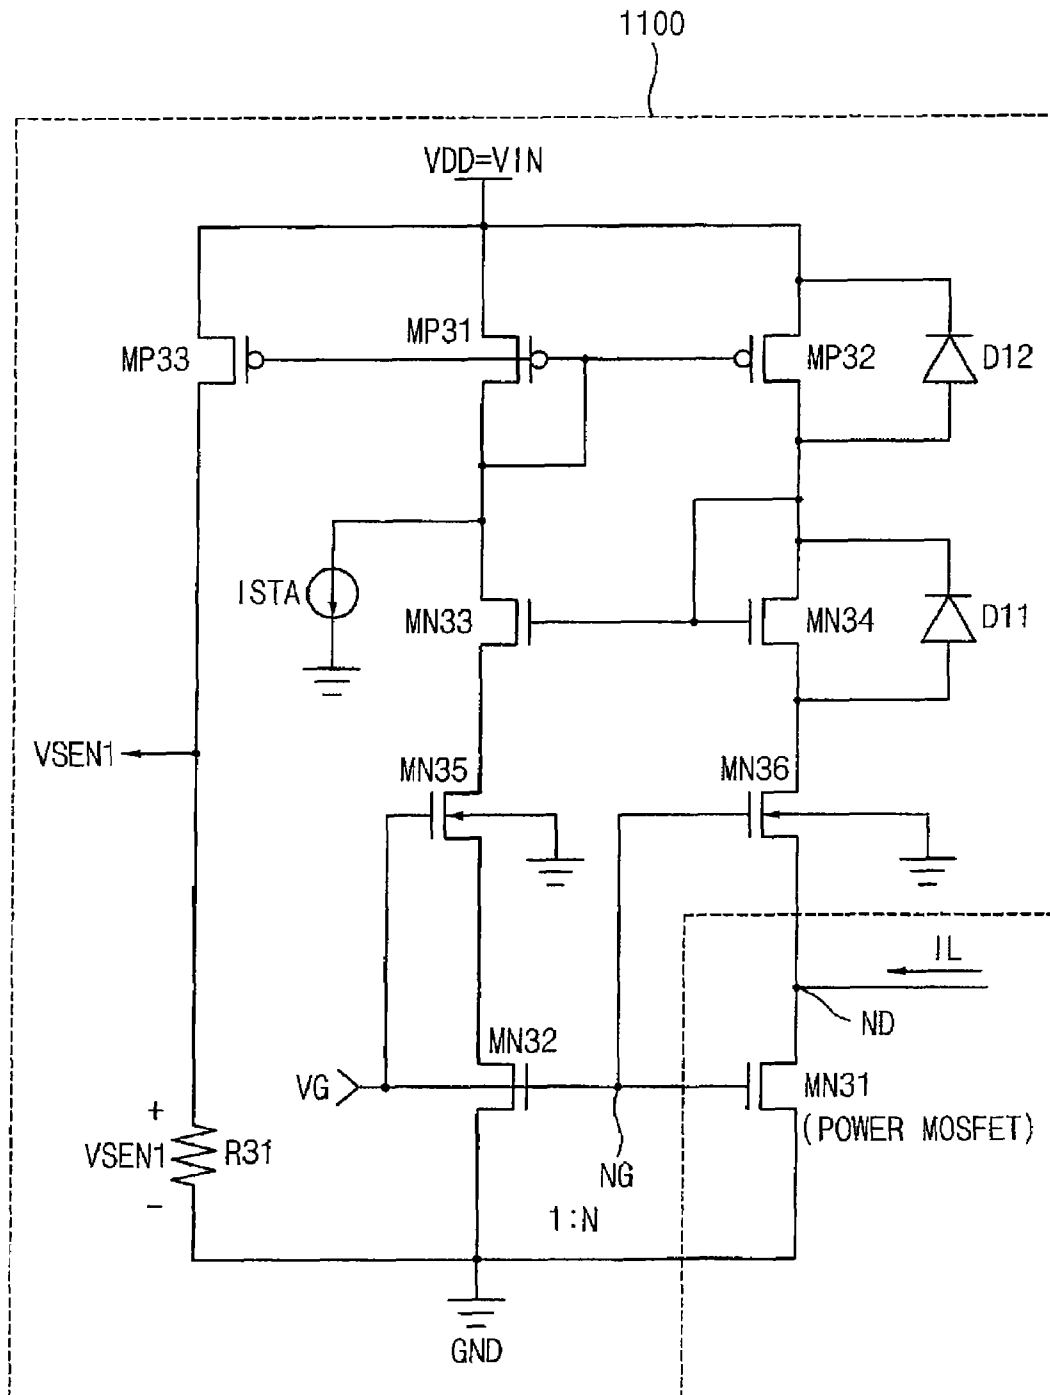 1100
VDD=VIN
MP33
MP31
MP32
D12
ISTA
MN33
MN34
D11
VSEN1
MN35
MN36
IL
ND
MN32
VG
MN31
(POWER MOSFET)
+
VSEN1
R31
-
NG
1:N
GND